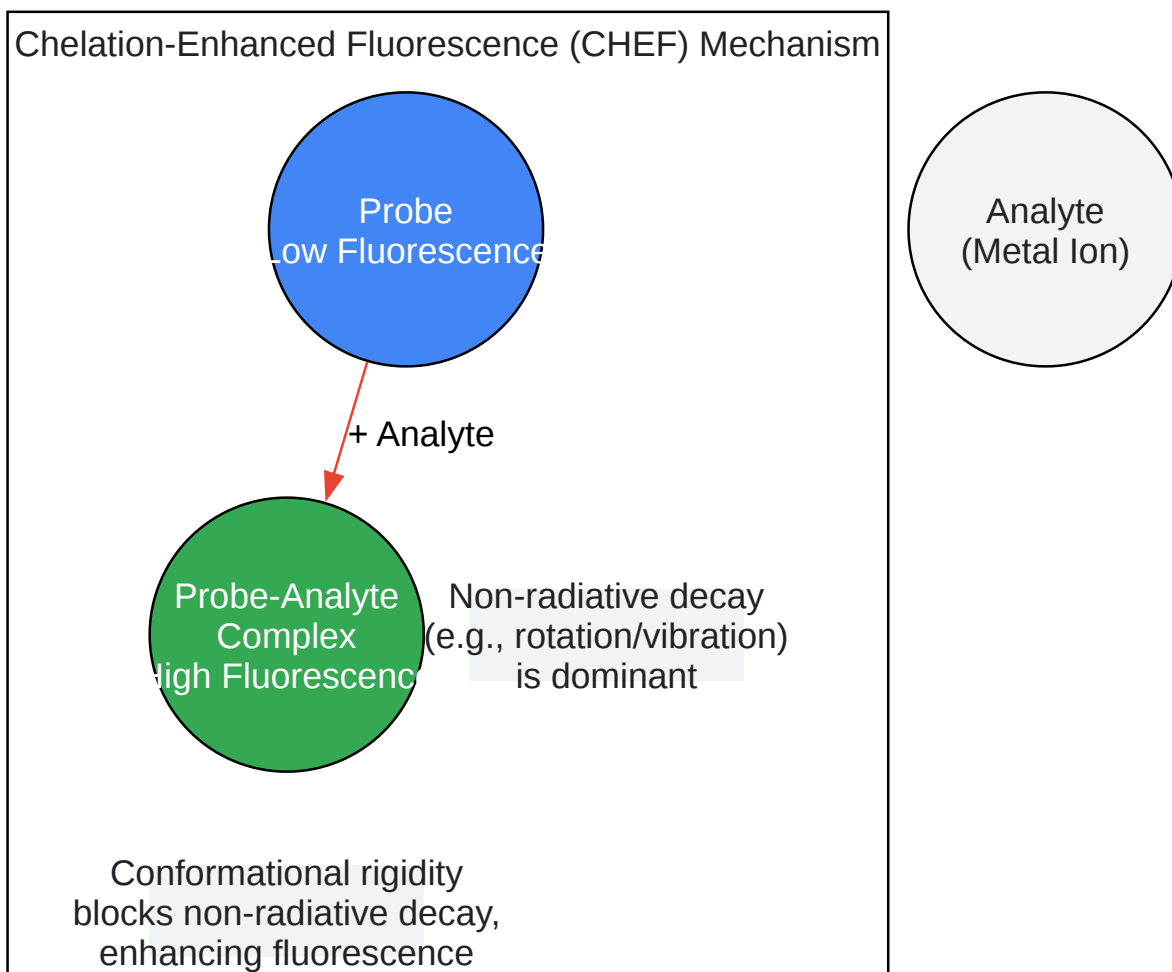 Chelation-Enhanced Fluorescence (CHEF) Mechanism
Probe
Low Fluorescence
Analyte
(Metal Ion)
+ Analyte
Probe-Analyte
Complex
High Fluorescence
Non-radiative decay
(e.g., rotation/vibration)
is dominant
Conformational rigidity
blocks non-radiative decay,
enhancing fluorescence